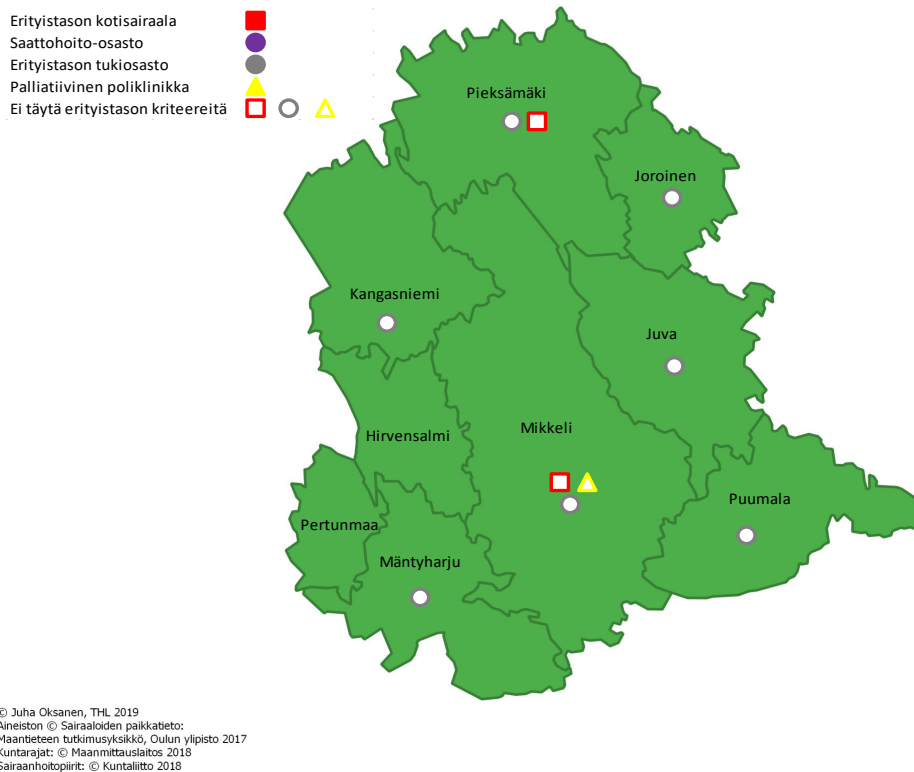 Erityistason kotisairaala
Saattohoito-osasto
Erityistason tukiosasto
Palliatiivinen poliklinikka
Ei täytä erityistason kriteereitä
Pieksämäki
Joroinen
Kangasniemi
Juva
Mikkeli
Hirvensalmi
Puumala
Pertunmaa
Mäntyharju
© Juha Oksanen, THL 2019
Aineiston © Sairaaloiden paikkatieto:
Maantieteen tutkimusyksikkö, Oulun ylipisto 2017
Kuntarajat: © Maanmittauslaitos 2018
Sairaanhoitopiirit: © Kuntaliitto 2018